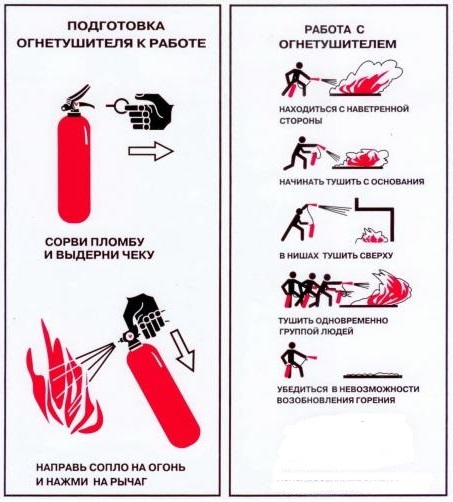 ПОДГОТОВКА
ОГНЕТУШИТЕЛЯ К РАБОТЕ
СОРВИ ПЛОМБУ
И ВЫДЕРНИ ЧЕКУ
НАПРАВЬ СОПЛО НА ОГОНЬ
И НАЖМИ НА РЫЧАГ
РАБОТА С
ОГНЕТУШИТЕЛЕМ
НАХОДИТЬСЯ С НАВЕТРЕННОЙ
СТОРОНЫ
НАЧИНАТЬ ТУШИТЬ С ОСНОВАНИЯ
В НИШАХ ТУШИТЬ СВЕРХУ
ТУШИТЬ ОДНОВРЕМЕННО
ГРУППОЙ ЛЮДЕЙ
УБЕДИТЬСЯ В НЕВОЗМОЖНОСТИ
ВОЗОБНОВЛЕНИЯ ГОРЕНИЯ